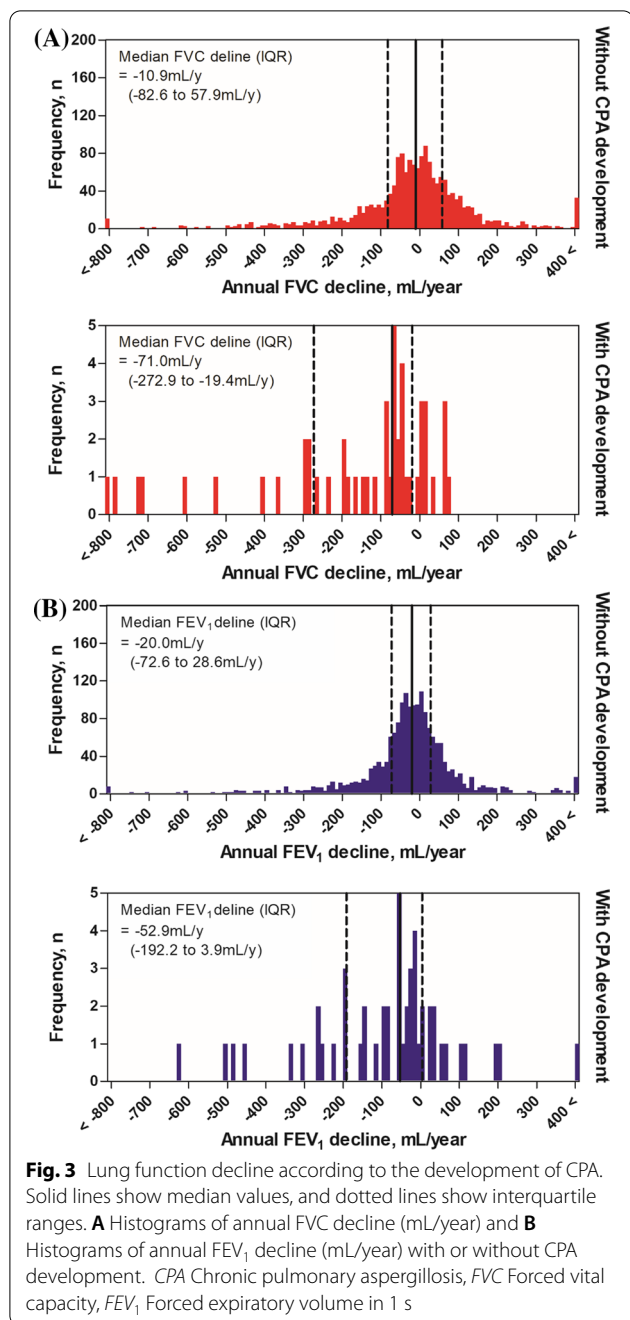 (A)
200
160
120
80
40
0
Frequency, n
Median FVC deline (IQR)
= -10.9mL/y
(-82.6 to 57.9mL/y)
Without CPA development
< -800 -700 -600 -500 -400 -300 -200 -100 0 100 200 300 400 <
Annual FVC decline, mL/year
5
4
3
2
1
0
Frequency, n
Median FVC deline (IQR)
= -71.0mL/y
(-272.9 to -19.4mL/y)
With CPA development
< -800 -700 -600 -500 -400 -300 -200 -100 0 100 200 300 400 <
Annual FVC decline, mL/year
(B)
200
160
120
80
40
0
Frequency, n
Median FEV₁deline (IQR)
= -20.0mL/y
(-72.6 to 28.6mL/y)
Without CPA development
< -800 -700 -600 -500 -400 -300 -200 -100 0 100 200 300 400 <
Annual FEV₁ decline, mL/year
5
4
3
2
1
0
Frequency, n
Median FEV₁deline (IQR)
= -52.9mL/y
(-192.2 to 3.9mL/y)
With CPA development
< -800 -700 -600 -500 -400 -300 -200 -100 0 100 200 300 400 <
Annual FEV₁ decline, mL/year
Fig. 3 Lung function decline according to the development of CPA.
Solid lines show median values, and dotted lines show interquartile
ranges. A Histograms of annual FVC decline (mL/year) and B
Histograms of annual FEV₁ decline (mL/year) with or without CPA
development. CPA Chronic pulmonary aspergillosis, FVC Forced vital
capacity, FEV₁ Forced expiratory volume in 1 s